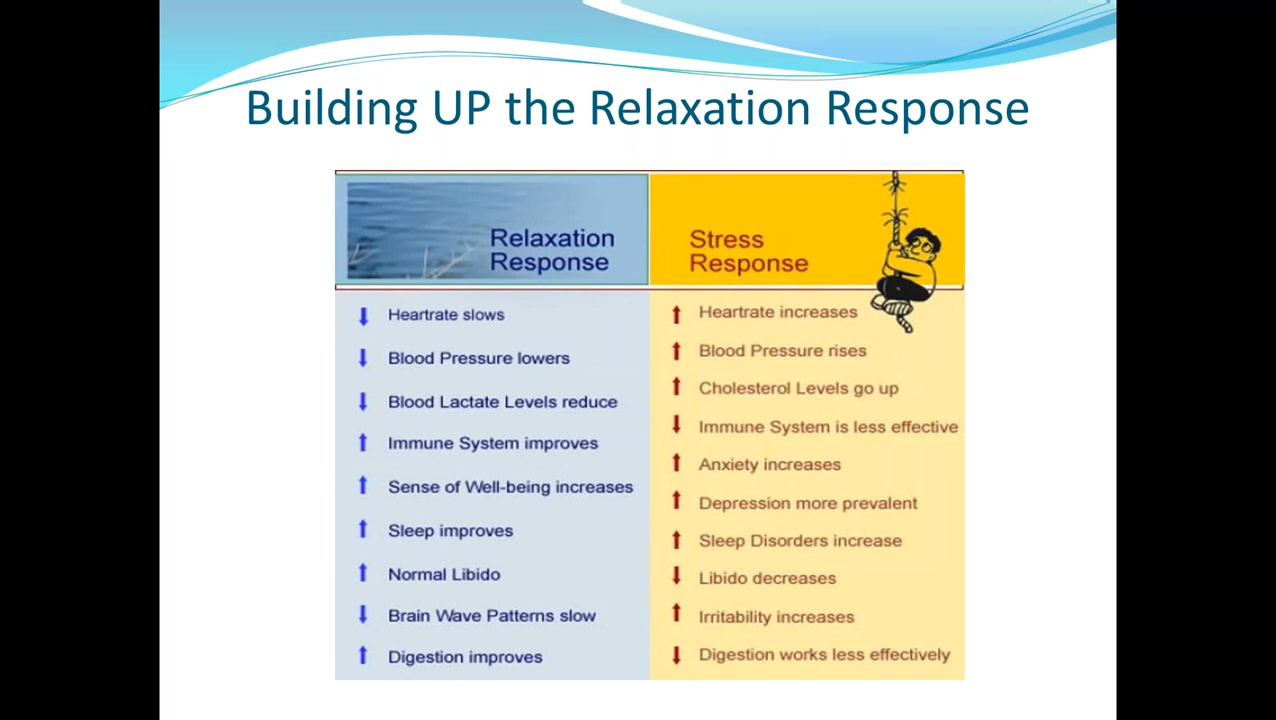 Building UP the Relaxation Response
Relaxation
Response
Heartrate slows
Blood Pressure lowers
Blood Lactate Levels reduce
Immune System improves
Sense of Well-being increases
Sleep improves
Normal Libido
Brain Wave Patterns slow
Digestion improves
Stress
Response
Heartrate increases
Blood Pressure rises
Cholesterol Levels go up
Immune System is less effective
Anxiety increases
Depression more prevalent
Sleep Disorders increase
Libido decreases
Irritability increases
Digestion works less effectively